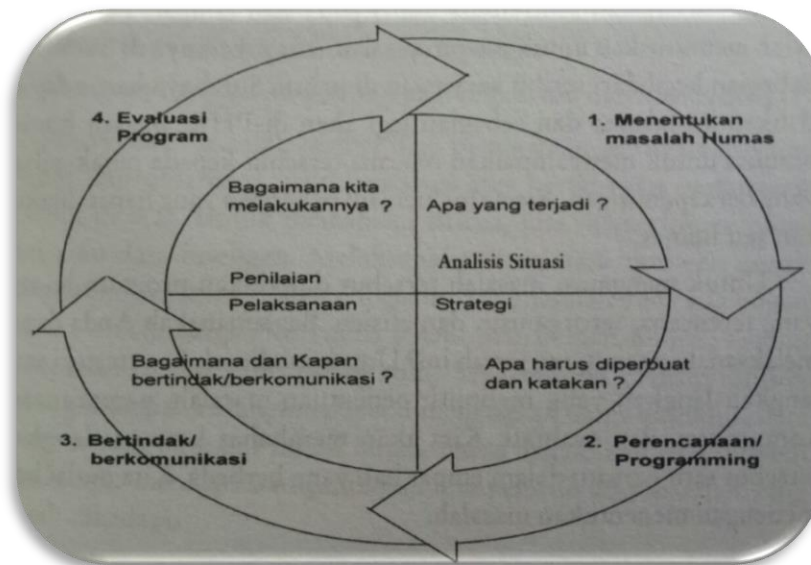 4. Evaluasi
Program
1. Menentukan
masalah Humas
Bagaimana kita
melakukannya ?
Apa yang terjadi ?
Analisis Situasi
Penilaian
Pelaksanaan
Strategi
Bagaimana dan Kapan
bertindak/berkomunikasi ?
Apa harus diperbuat
dan katakan ?
3. Bertindak/
berkomunikasi
2. Perencanaan/
Programming